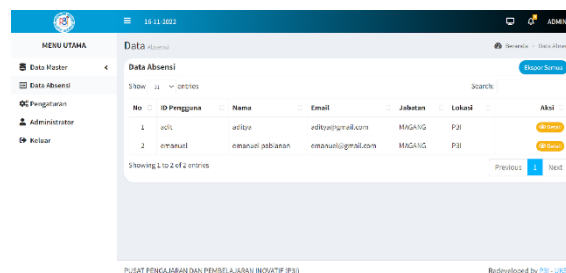 16-11-2022
ADMIN
MENU UTAMA
Data Absensi
Beranda
Data Master
Data Absensi
Pengaturan
Administrator
Keluar
Data Absensi
Ekspor Semua
Show entries
Search:
No ID Pengguna Nama Email Jabatan Lokasi Aksi
1 acit aditya aditya@gmail.com MAGANG P3I Detail
2 emanuel emanuel pabianan emanuel@gmail.com MAGANG P3I Detail
Showing 1 to 2 of 2 entries
Previous 1 Next
PUSAT PENGAJARAN DAN PEMBELAJARAN INOVATIF (P3I)
Redeveloped by P3I -